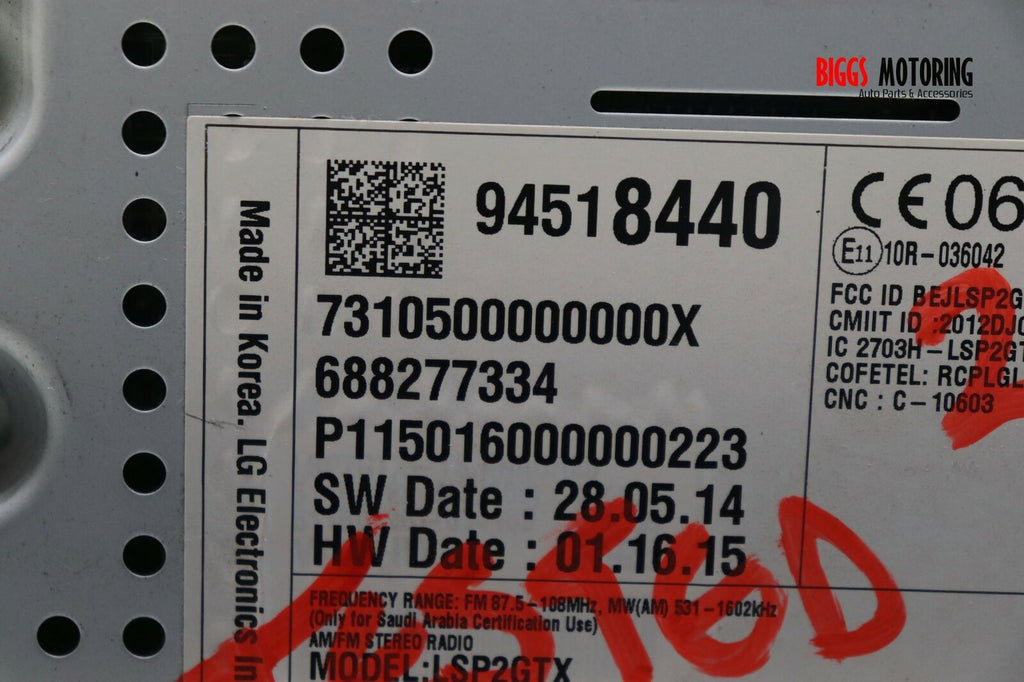 BIGGS MOTORING
Auto Parts & Accessories
Made in Korea. LG Electronics In
94518440
7310500000000X
688277334
P115016000000223
SW Date : 28.05.14
HW Date : 01.16.15
FREQUENCY RANGE: FM 87.5-108MHz, MW(AM) 531-1602kHz
(Only for Saudi Arabia Certification Use)
AM/FM STEREO RADIO
MODEL:LSP2GTX
CE06
E11 10R-036042
FCC ID BEJLSP2G
CMIIT ID :2012DJ
IC 2703H-LSP2GT
COFETEL: RCPLGL
CNC : C-10603